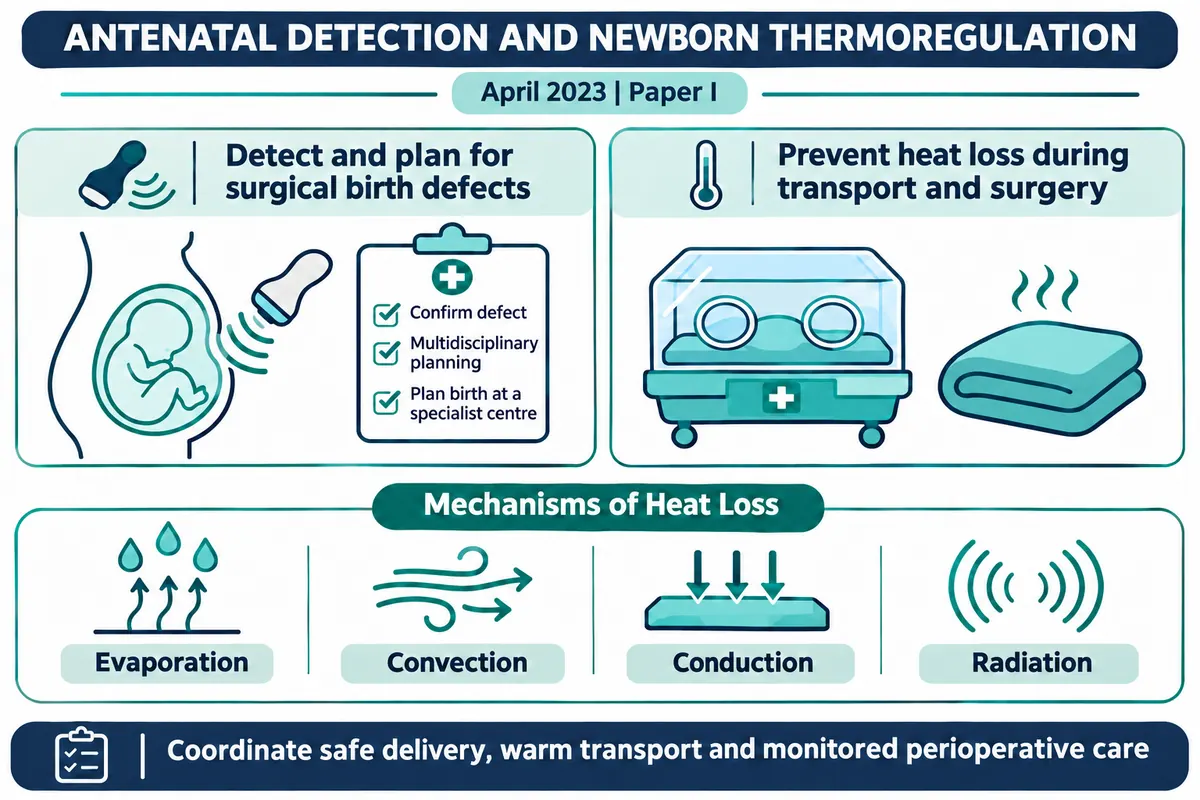 ANTENATAL DETECTION AND NEWBORN THERMOREGULATION
April 2023 | Paper I
Detect and plan for
surgical birth defects
Confirm defect
Multidisciplinary
planning
Plan birth at a
specialist centre
Prevent heat loss during
transport and surgery
Mechanisms of Heat Loss
Evaporation
Convection
Conduction
Radiation
Coordinate safe delivery, warm transport and monitored perioperative care